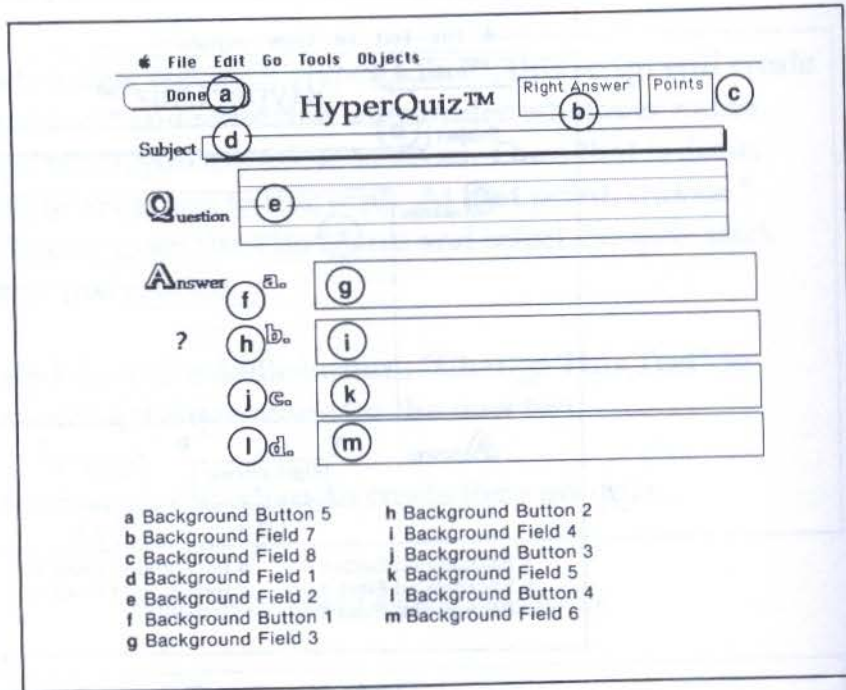 File Edit Go Tools Objects
Done a HyperQuiz™ Right Answer b Points c
Subject d
Question e
Answer f a. g
? h b. i
j c. k
l d. m
a Background Button 5
b Background Field 7
c Background Field 8
d Background Field 1
e Background Field 2
f Background Button 1
g Background Field 3
h Background Button 2
i Background Field 4
j Background Button 3
k Background Field 5
l Background Button 4
m Background Field 6